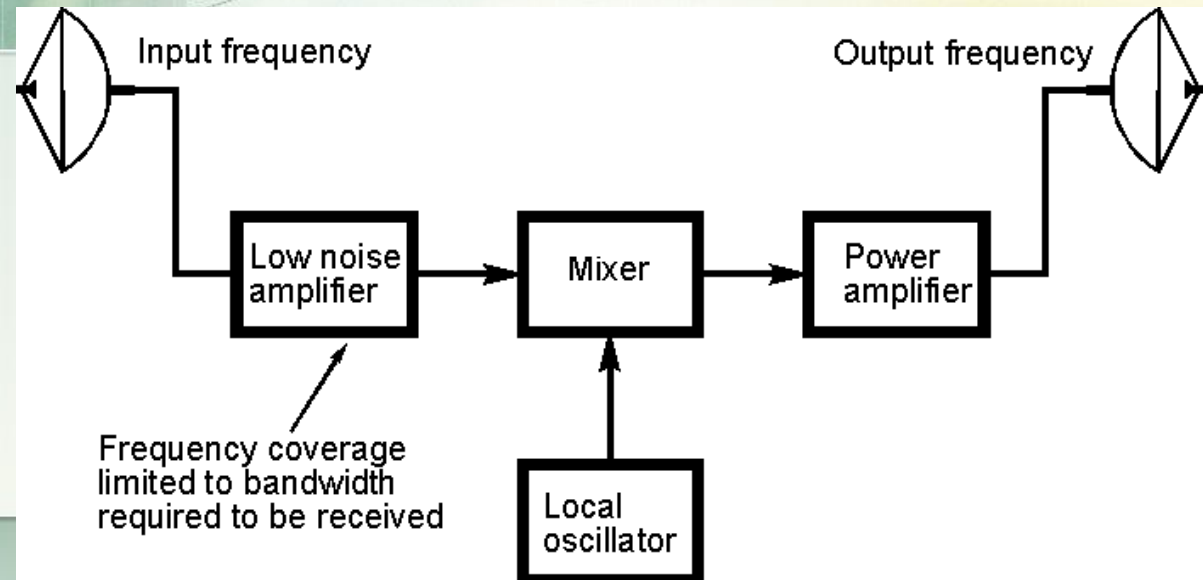 Input frequency
Output frequency
Low noise
amplifier
Mixer
Power
amplifier
Frequency coverage
limited to bandwidth
required to be received
Local
oscillator